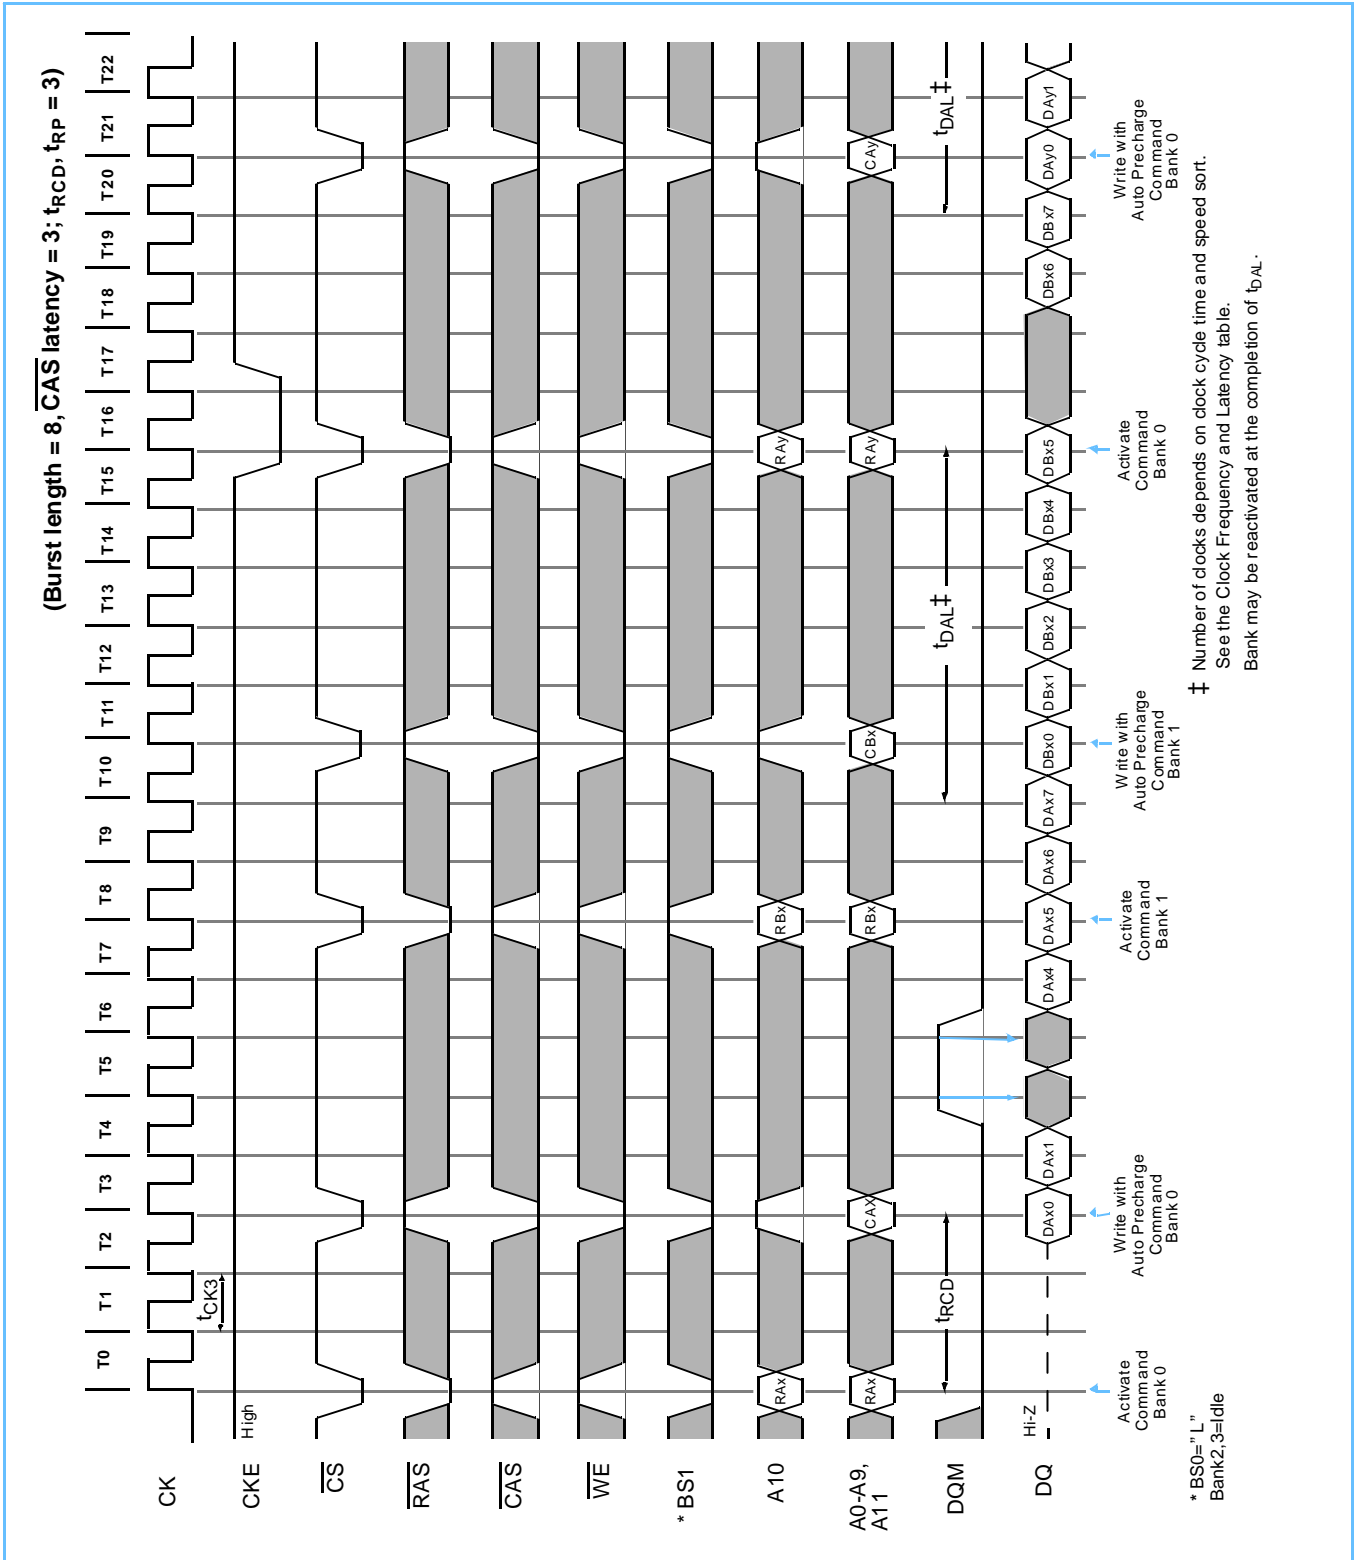 (Burst length = 8, CAS latency = 3; tRCD, tRP = 3)
T0 T1 T2 T3 T4 T5 T6 T7 T8 T9 T10 T11 T12 T13 T14 T15 T16 T17 T18 T19 T20 T21 T22
CK
tCK3
CKE
High
CS
RAS
CAS
WE
* BS1
A10
RAx RBx RAy
A0-A9,
A11
RAx CAX RBx CBx RAy CAy
DQM
tRCD tDAL‡ tDAL‡
DQ
Hi-Z
DAx0 DAx1 DAx4 DAx5 DAx6 DAx7 DBx0 DBx1 DBx2 DBx3 DBx4 DBx5 DBx6 DBx7 DAy0 DAy1
Activate
Command
Bank 0
Write with
Auto Precharge
Command
Bank 0
Activate
Command
Bank 1
Write with
Auto Precharge
Command
Bank 1
Activate
Command
Bank 0
Write with
Auto Precharge
Command
Bank 0
* BS0="L"
Bank2,3=Idle
‡ Number of clocks depends on clock cycle time and speed sort.
See the Clock Frequency and Latency table.
Bank may be reactivated at the completion of tDAL.